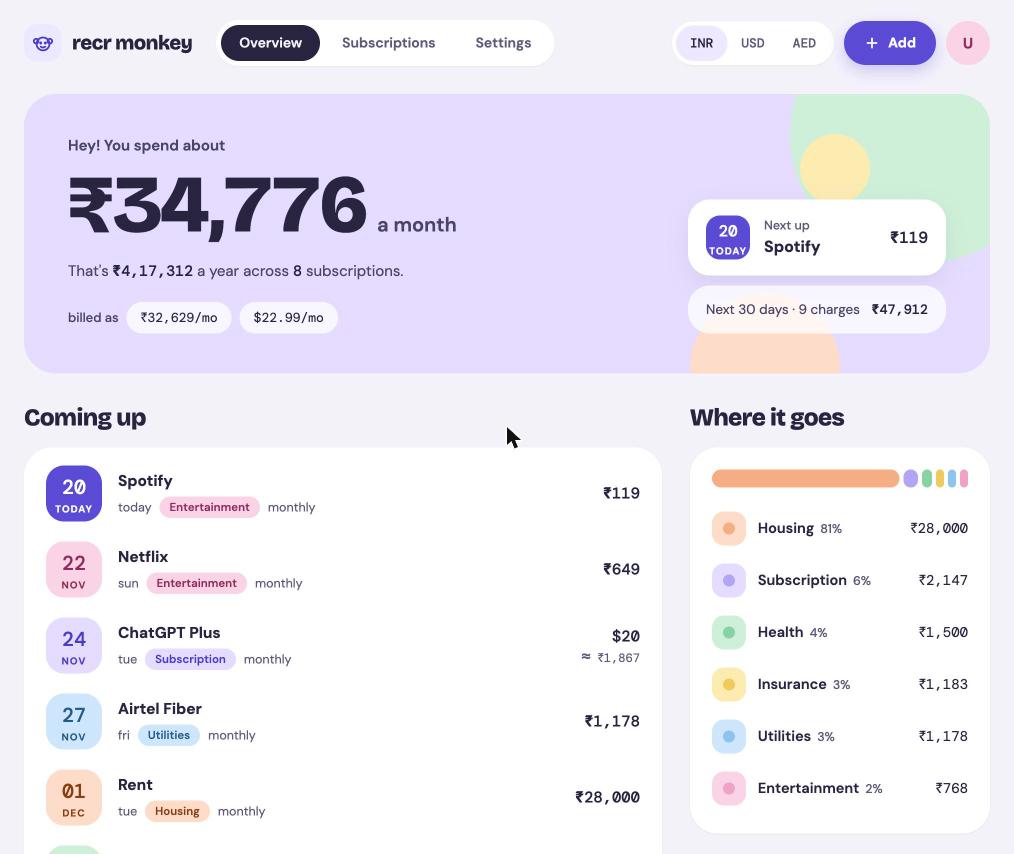 recr monkey
Overview
Subscriptions
Settings
INR
USD
AED
+ Add
U
Hey! You spend about
₹34,776 a month
That's ₹4,17,312 a year across 8 subscriptions.
billed as ₹32,629/mo $22.99/mo
20 TODAY
Next up
Spotify
₹119
Next 30 days · 9 charges ₹47,912
Coming up
20 TODAY
Spotify
today Entertainment monthly
₹119
22 NOV
Netflix
sun Entertainment monthly
₹649
24 NOV
ChatGPT Plus
tue Subscription monthly
$20
≈ ₹1,867
27 NOV
Airtel Fiber
fri Utilities monthly
₹1,178
01 DEC
Rent
tue Housing monthly
₹28,000
Where it goes
Housing 81% ₹28,000
Subscription 6% ₹2,147
Health 4% ₹1,500
Insurance 3% ₹1,183
Utilities 3% ₹1,178
Entertainment 2% ₹768